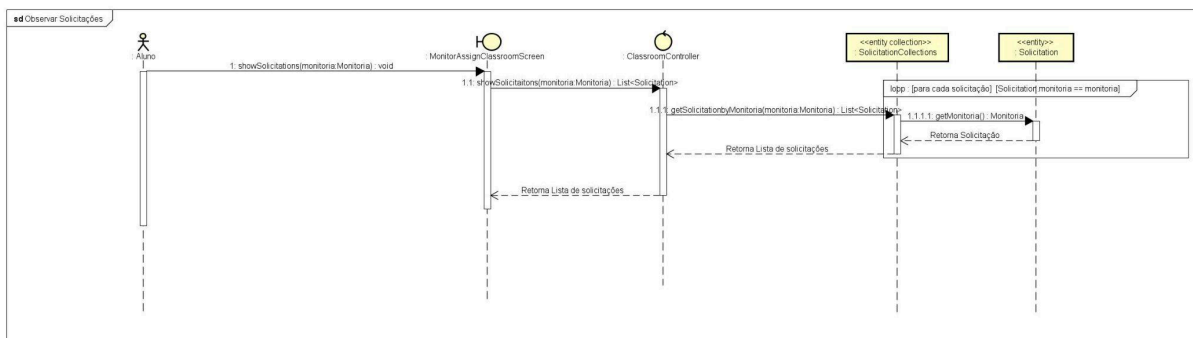 sd Observar Solicitações
: Aluno
MonitorAssignClassroomScreen
: ClassroomController
<<entity collection>>
: SolicitationCollections
<<entity>>
: Solicitation
1: showSolicitations(monitoria:Monitoria) : void
1.1: showSolicitaitons(monitoria:Monitoria) : List<Solicitation>
lopp : [para cada solicitação] [Solicitation.monitoria == monitoria]
1.1.1: getSolicitationbyMonitoria(monitoria:Monitoria) : List<Solicitation>
1.1.1.1: getMonitoria() : Monitoria
Retorna Solicitação
Retorna Lista de solicitações
Retorna Lista de solicitações